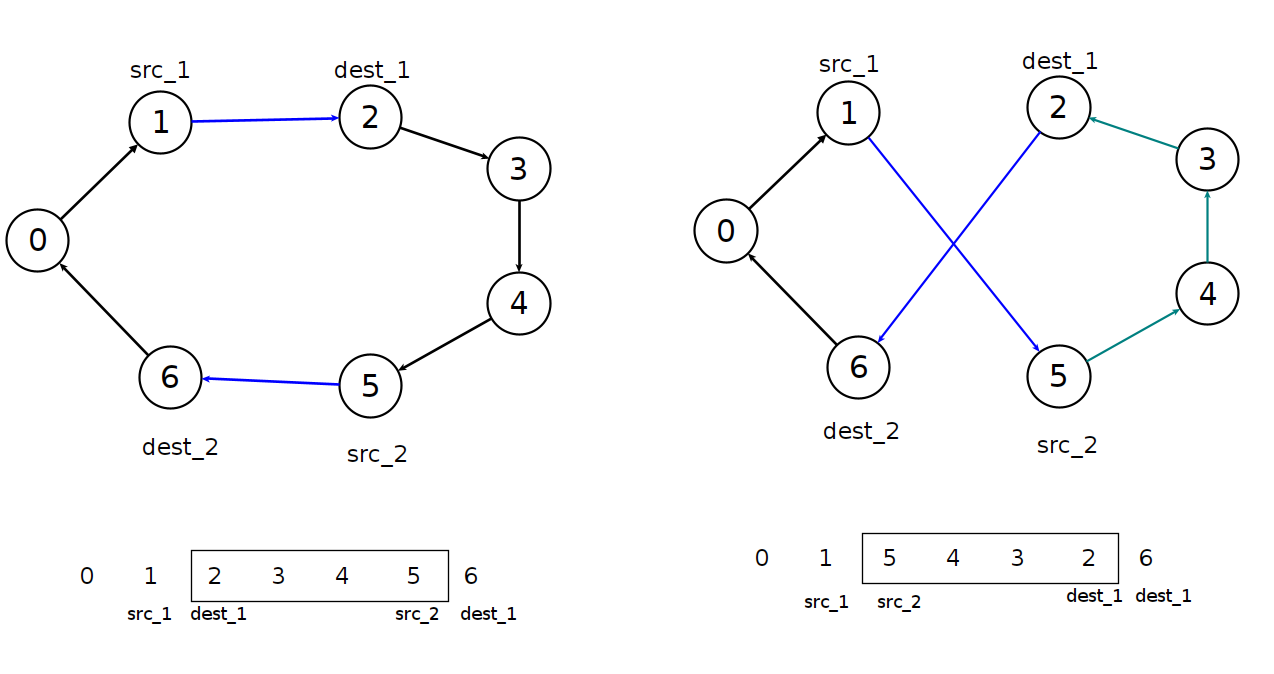 src_1 dest_1
1 2
3
0
4
6 5
dest_2 src_2
0 1 2 3 4 5 6
src_1 dest_1 src_2 dest_1
src_1 dest_1
1 2
3
0
4
6 5
dest_2 src_2
0 1 5 4 3 2 6
src_1 src_2 dest_1 dest_1